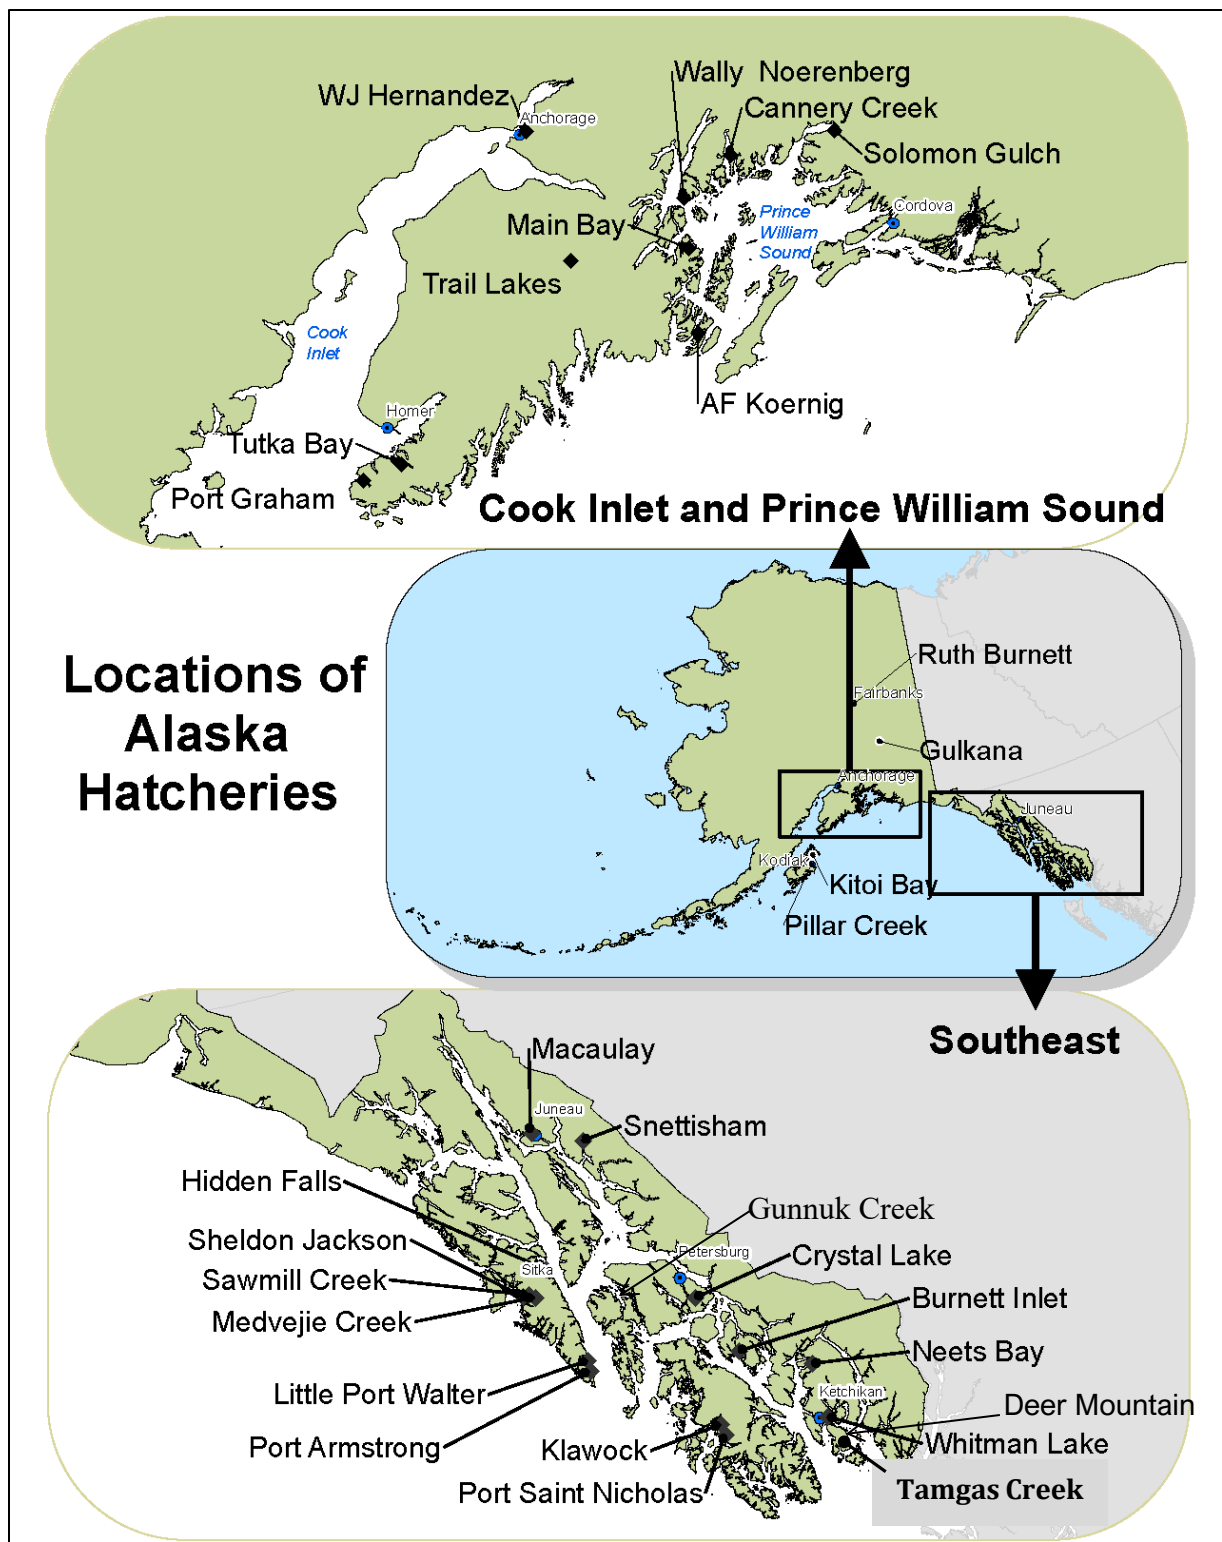 Wally Noerenberg
WJ Hernandez
Cannery Creek
Anchorage
Solomon Gulch
Cordova
Main Bay
Prince
William
Sound
Trail Lakes
Cook
Inlet
AF Koernig
Homer
Tutka Bay
Port Graham
Cook Inlet and Prince William Sound
Locations of
Alaska
Hatcheries
Ruth Burnett
Fairbanks
Gulkana
Anchorage
Juneau
Kodiak
Kitoi Bay
Pillar Creek
Southeast
Macaulay
Juneau
Snettisham
Hidden Falls
Gunnuk Creek
Sheldon Jackson
Petersburg
Crystal Lake
Sitka
Sawmill Creek
Burnett Inlet
Medvejie Creek
Neets Bay
Little Port Walter
Ketchikan
Deer Mountain
Port Armstrong
Klawock
Whitman Lake
Port Saint Nicholas
Tamgas Creek